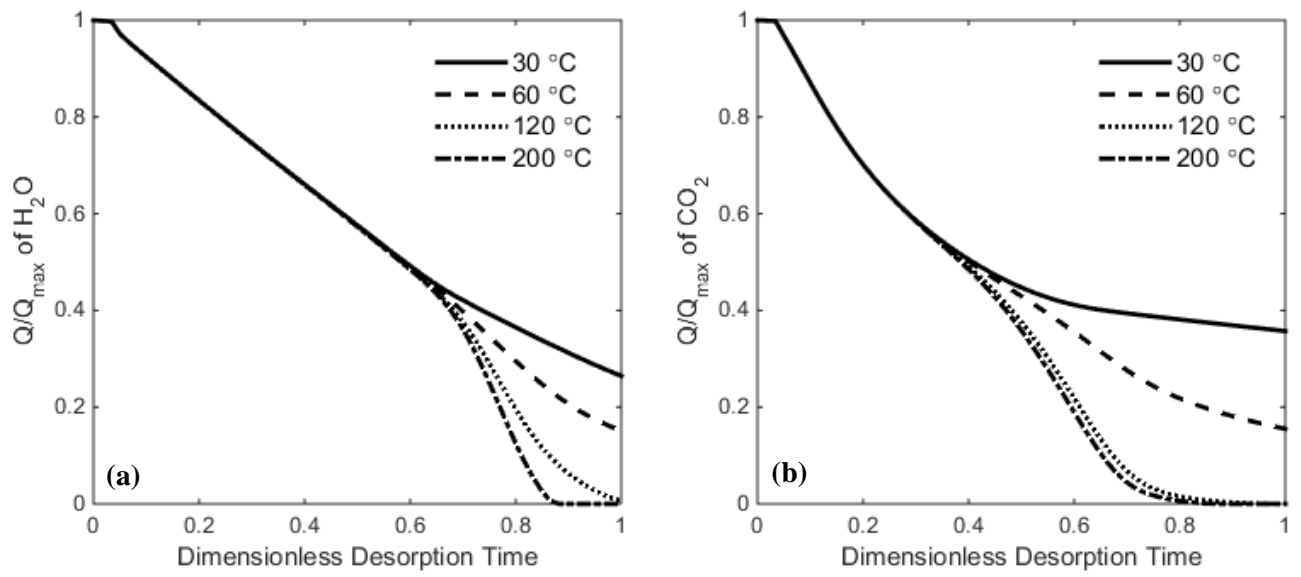 1
0.8
0.6
0.4
0.2
0
Q/Qmax of H2O
30 °C
60 °C
120 °C
200 °C
(a)
0 0.2 0.4 0.6 0.8 1
Dimensionless Desorption Time
1
0.8
0.6
0.4
0.2
0
Q/Qmax of CO2
30 °C
60 °C
120 °C
200 °C
(b)
0 0.2 0.4 0.6 0.8 1
Dimensionless Desorption Time